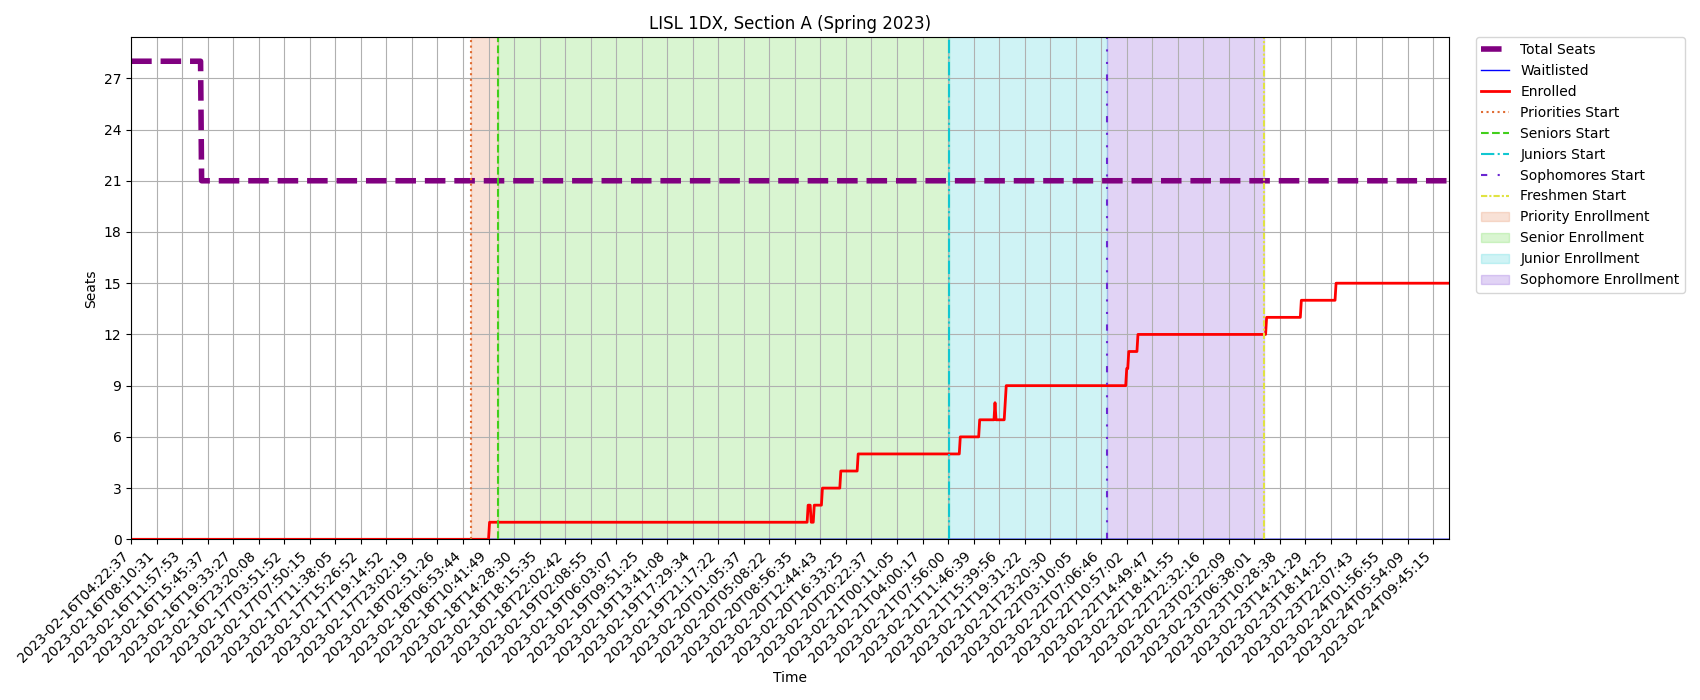 LISL 1DX, Section A (Spring 2023)
Total Seats
Waitlisted
Enrolled
Priorities Start
Seniors Start
Juniors Start
Sophomores Start
Freshmen Start
Priority Enrollment
Senior Enrollment
Junior Enrollment
Sophomore Enrollment
Seats
27
24
21
18
15
12
9
6
3
0
2023-02-16T04:22:37
2023-02-16T08:10:31
2023-02-16T11:57:53
2023-02-16T15:45:37
2023-02-16T19:33:27
2023-02-16T23:20:08
2023-02-17T03:51:52
2023-02-17T07:50:15
2023-02-17T11:38:05
2023-02-17T15:26:52
2023-02-17T19:14:52
2023-02-17T23:02:19
2023-02-18T02:51:26
2023-02-18T06:53:44
2023-02-18T10:41:49
2023-02-18T14:28:30
2023-02-18T18:15:35
2023-02-18T22:02:42
2023-02-19T02:08:55
2023-02-19T06:03:07
2023-02-19T09:51:25
2023-02-19T13:41:08
2023-02-19T17:29:34
2023-02-19T21:17:22
2023-02-20T01:05:37
2023-02-20T05:08:22
2023-02-20T08:56:35
2023-02-20T12:44:43
2023-02-20T16:33:25
2023-02-20T20:22:37
2023-02-21T00:11:05
2023-02-21T04:00:17
2023-02-21T07:56:00
2023-02-21T11:46:39
2023-02-21T15:39:56
2023-02-21T19:31:22
2023-02-21T23:20:30
2023-02-22T03:10:05
2023-02-22T07:06:46
2023-02-22T10:57:02
2023-02-22T14:49:47
2023-02-22T18:41:55
2023-02-22T22:32:16
2023-02-23T02:22:09
2023-02-23T06:38:01
2023-02-23T10:28:38
2023-02-23T14:21:29
2023-02-23T18:14:25
2023-02-23T22:07:43
2023-02-24T01:56:55
2023-02-24T05:54:09
2023-02-24T09:45:15
Time